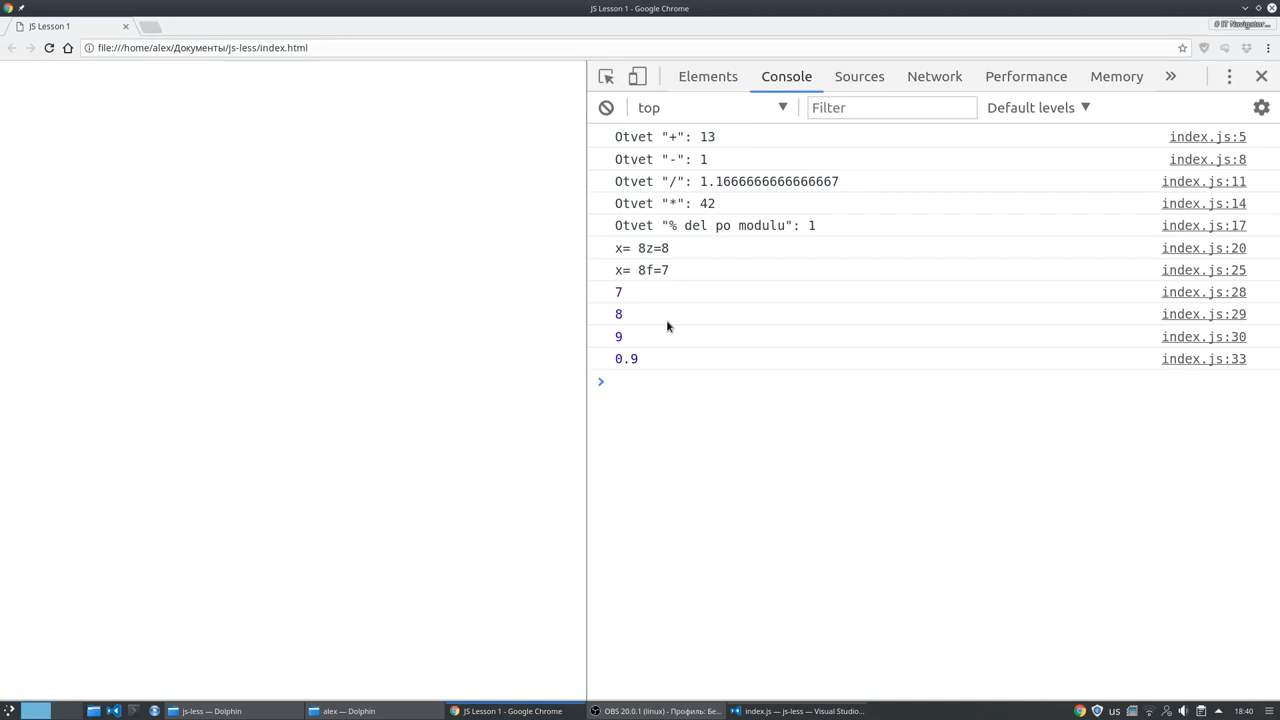 JS Lesson 1 - Google Chrome
JS Lesson 1
# IT Navigator...
file:///home/alex/Документы/js-less/index.html
Elements Console Sources Network Performance Memory
top Filter Default levels
Otvet "+": 13 index.js:5
Otvet "-": 1 index.js:8
Otvet "/": 1.1666666666666667 index.js:11
Otvet "*": 42 index.js:14
Otvet "% del po modulu": 1 index.js:17
x= 8z=8 index.js:20
x= 8f=7 index.js:25
7 index.js:28
8 index.js:29
9 index.js:30
0.9 index.js:33
js-less — Dolphin alex — Dolphin JS Lesson 1 - Google Chrome OBS 20.0.1 (linux) - Профиль: Бе... index.js — js-less — Visual Studio... US 18:40